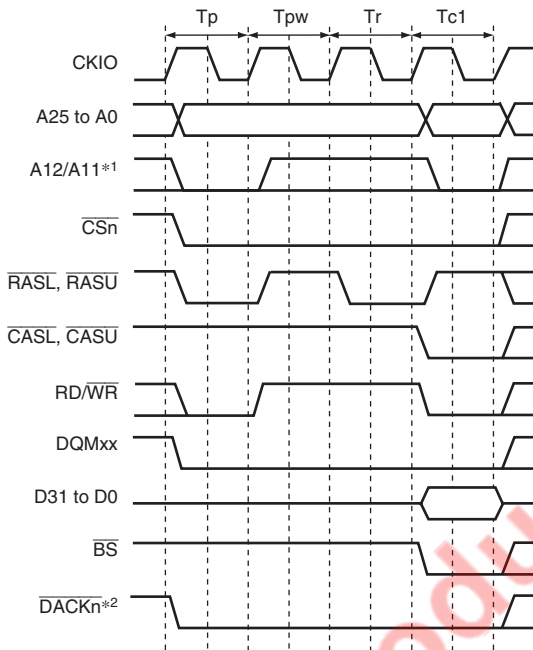 Tp Tpw Tr Tc1
CKIO
A25 to A0
A12/A11*1
CSn
RASL, RASU
CASL, CASU
RD/WR
DQMxx
D31 to D0
BS
DACKn*2